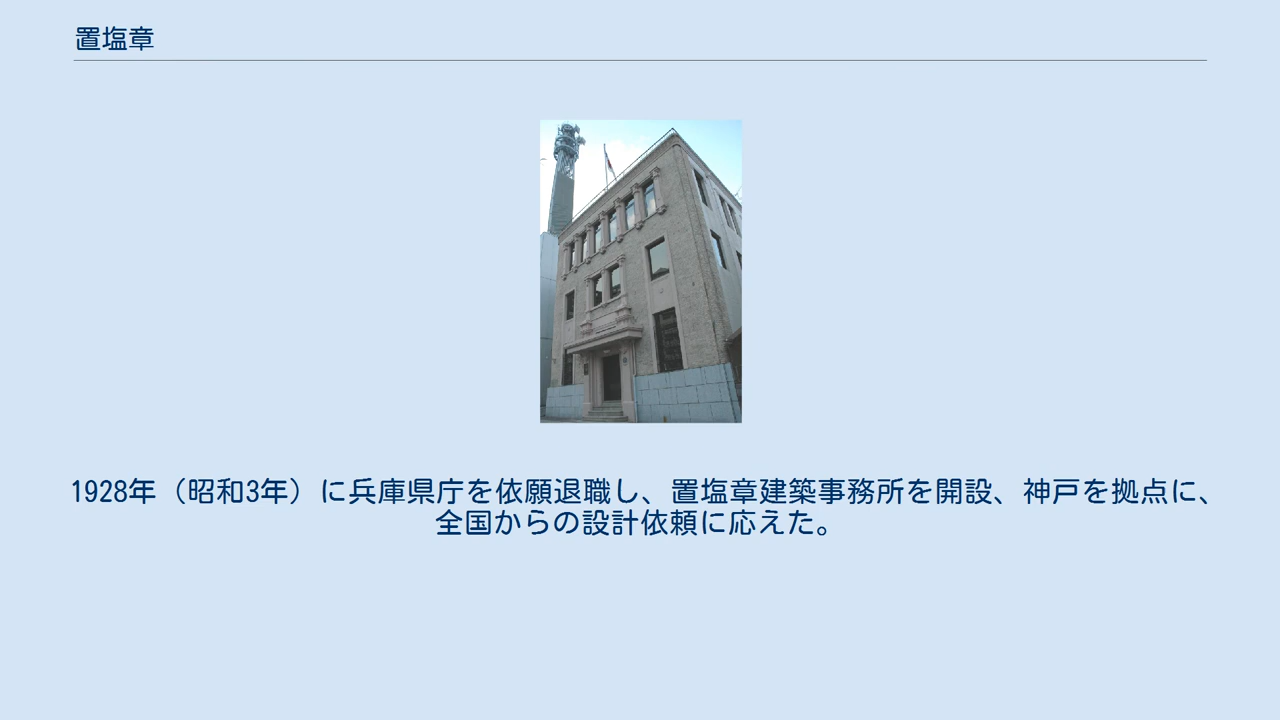 置塩章
1928年（昭和3年）に兵庫県庁を依願退職し、置塩章建築事務所を開設、神戸を拠点に、
全国からの設計依頼に応えた。